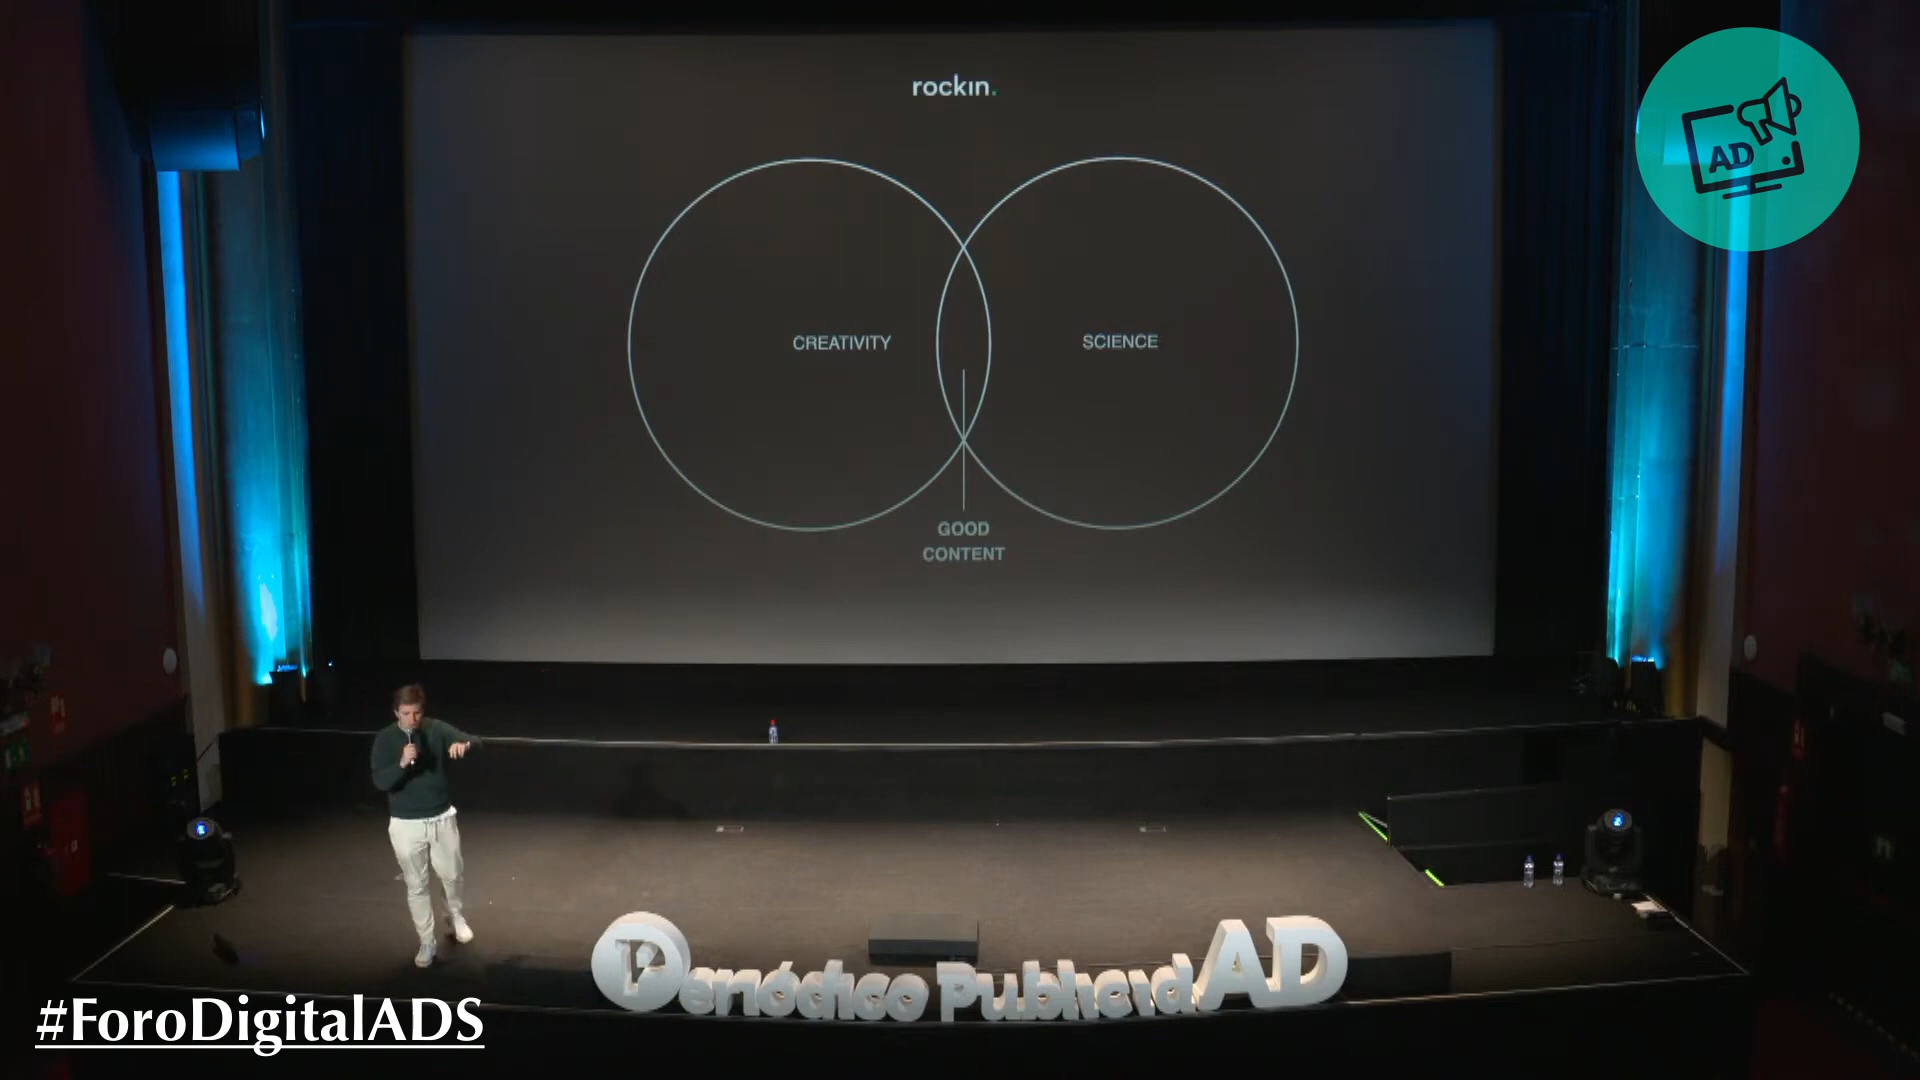 rockin.
AD
CREATIVITY
SCIENCE
GOOD
CONTENT
Periódico PublicidAD
#ForoDigitalADS